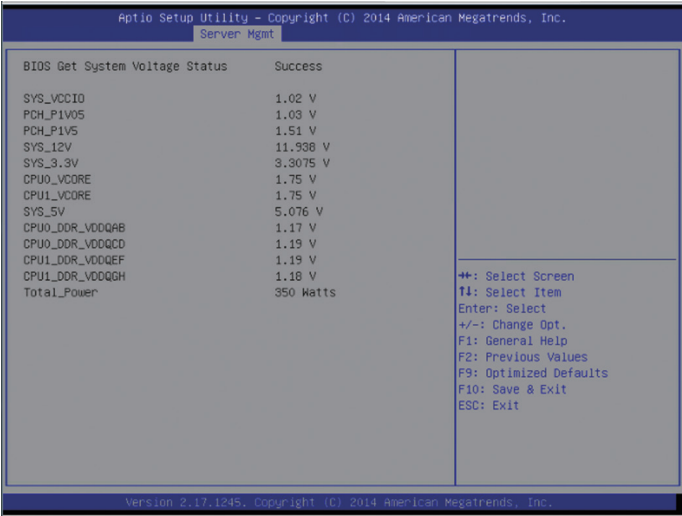 Aptio Setup Utility – Copyright (C) 2014 American Megatrends, Inc.
Server Mgmt
BIOS Get System Voltage Status Success
SYS_VCCIO 1.02 V
PCH_P1V05 1.03 V
PCH_P1V5 1.51 V
SYS_12V 11.938 V
SYS_3.3V 3.3075 V
CPU0_VCORE 1.75 V
CPU1_VCORE 1.75 V
SYS_5V 5.076 V
CPU0_DDR_VDDQAB 1.17 V
CPU0_DDR_VDDQCD 1.19 V
CPU1_DDR_VDDQEF 1.19 V
CPU1_DDR_VDDQGH 1.18 V
Total_Power 350 Watts
→←: Select Screen
↑↓: Select Item
Enter: Select
+/-: Change Opt.
F1: General Help
F2: Previous Values
F9: Optimized Defaults
F10: Save & Exit
ESC: Exit
Version 2.17.1245. Copyright (C) 2014 American Megatrends, Inc.